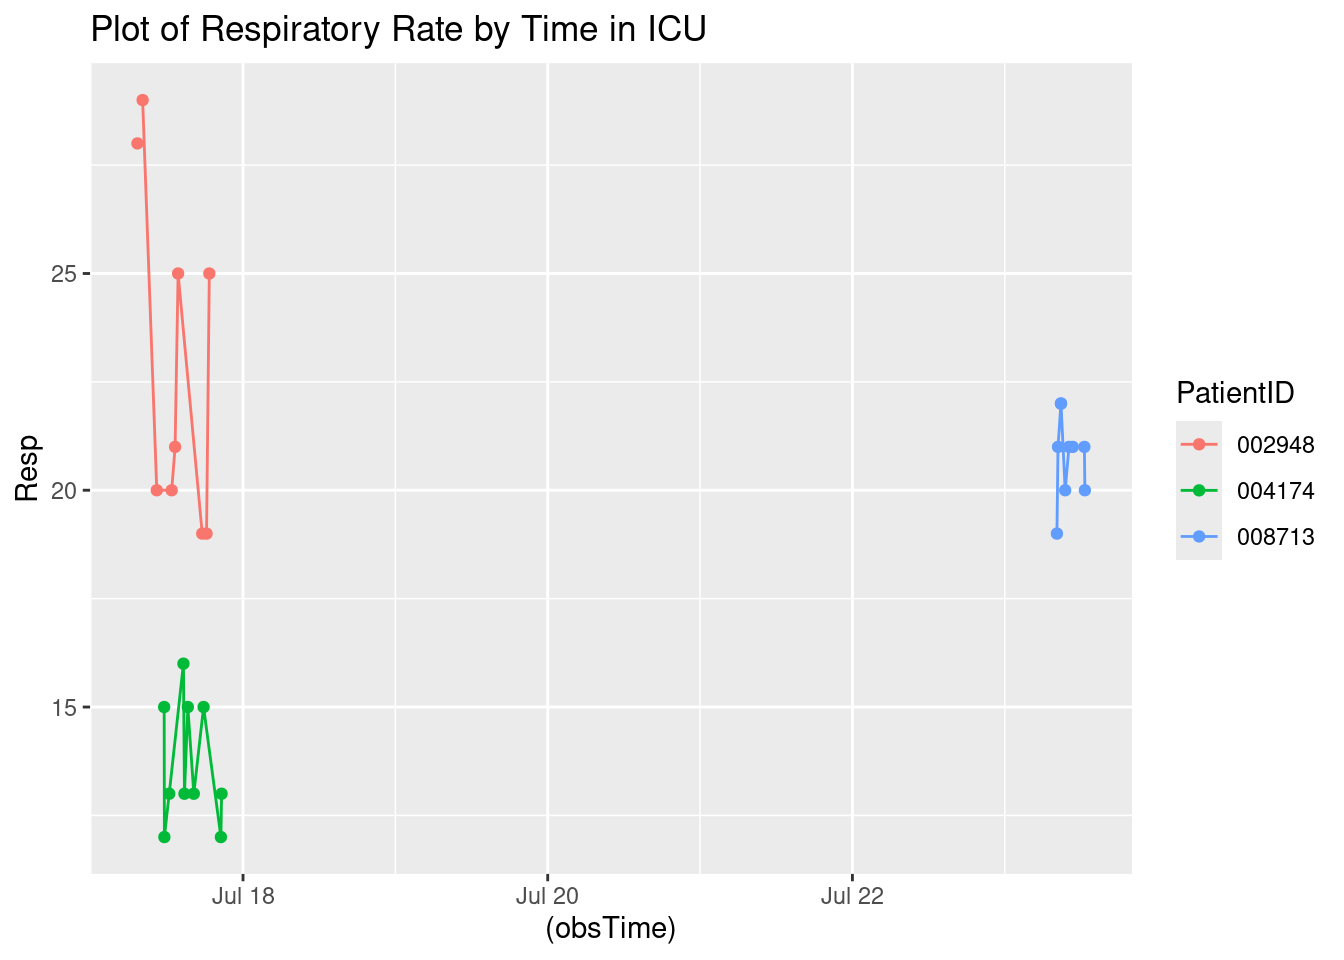 Plot of Respiratory Rate by Time in ICU
Resp
25
20
15
Jul 18
Jul 20
Jul 22
(obsTime)
PatientID
002948
004174
008713